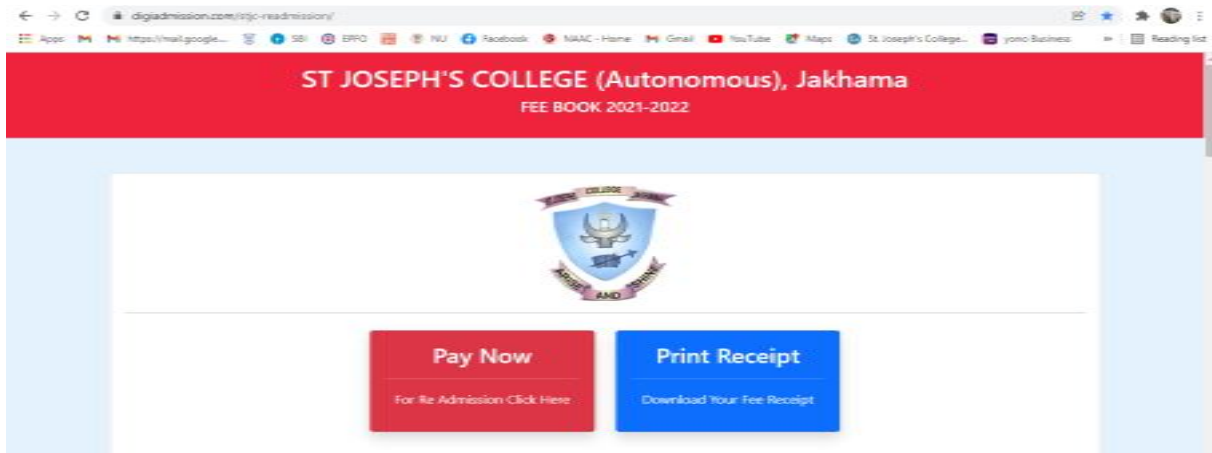 digiadmission.com/stjc-readmission/
Apps https://mail.google... SBI EPFO NU Facebook NAAC - Home Gmail YouTube Maps St. Joseph's College... yono Business » Reading list
ST JOSEPH'S COLLEGE (Autonomous), Jakhama
FEE BOOK 2021-2022
COLLEGE
ARISE AND SHINE
Pay Now
Print Receipt
For Re Admission Click Here
Download Your Fee Receipt